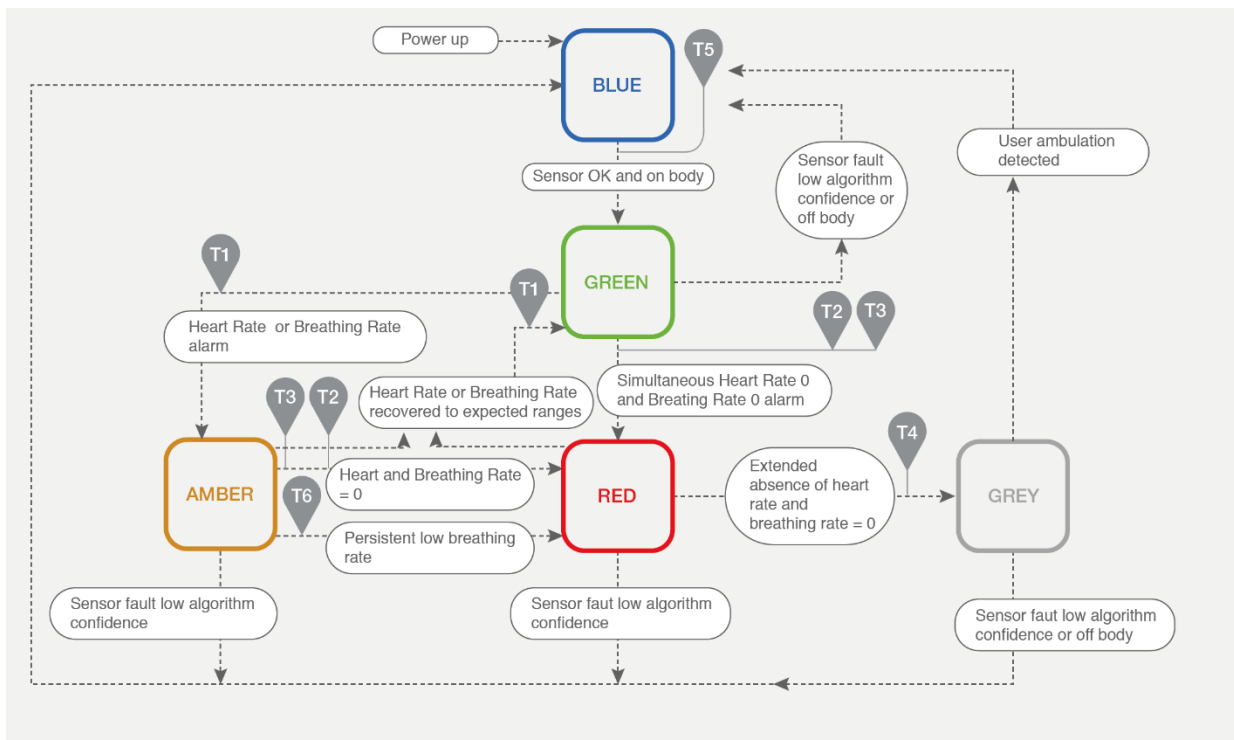 Power up
T5
BLUE
Sensor OK and on body
Sensor fault
low algorithm
confidence or
off body
User ambulation
detected
T1
T1
GREEN
T2
T3
Heart Rate  or Breathing Rate
alarm
Heart Rate or Breathing Rate
recovered to expected ranges
Simultaneous Heart Rate 0
and Breating Rate 0 alarm
T3
T2
T4
AMBER
Heart and Breathing Rate
= 0
T6
Persistent low breathing
rate
RED
Extended
absence of heart
rate and
breathing rate = 0
GREY
Sensor fault low algorithm
confidence
Sensor faut low algorithm
confidence
Sensor faut low algorithm
confidence or off body